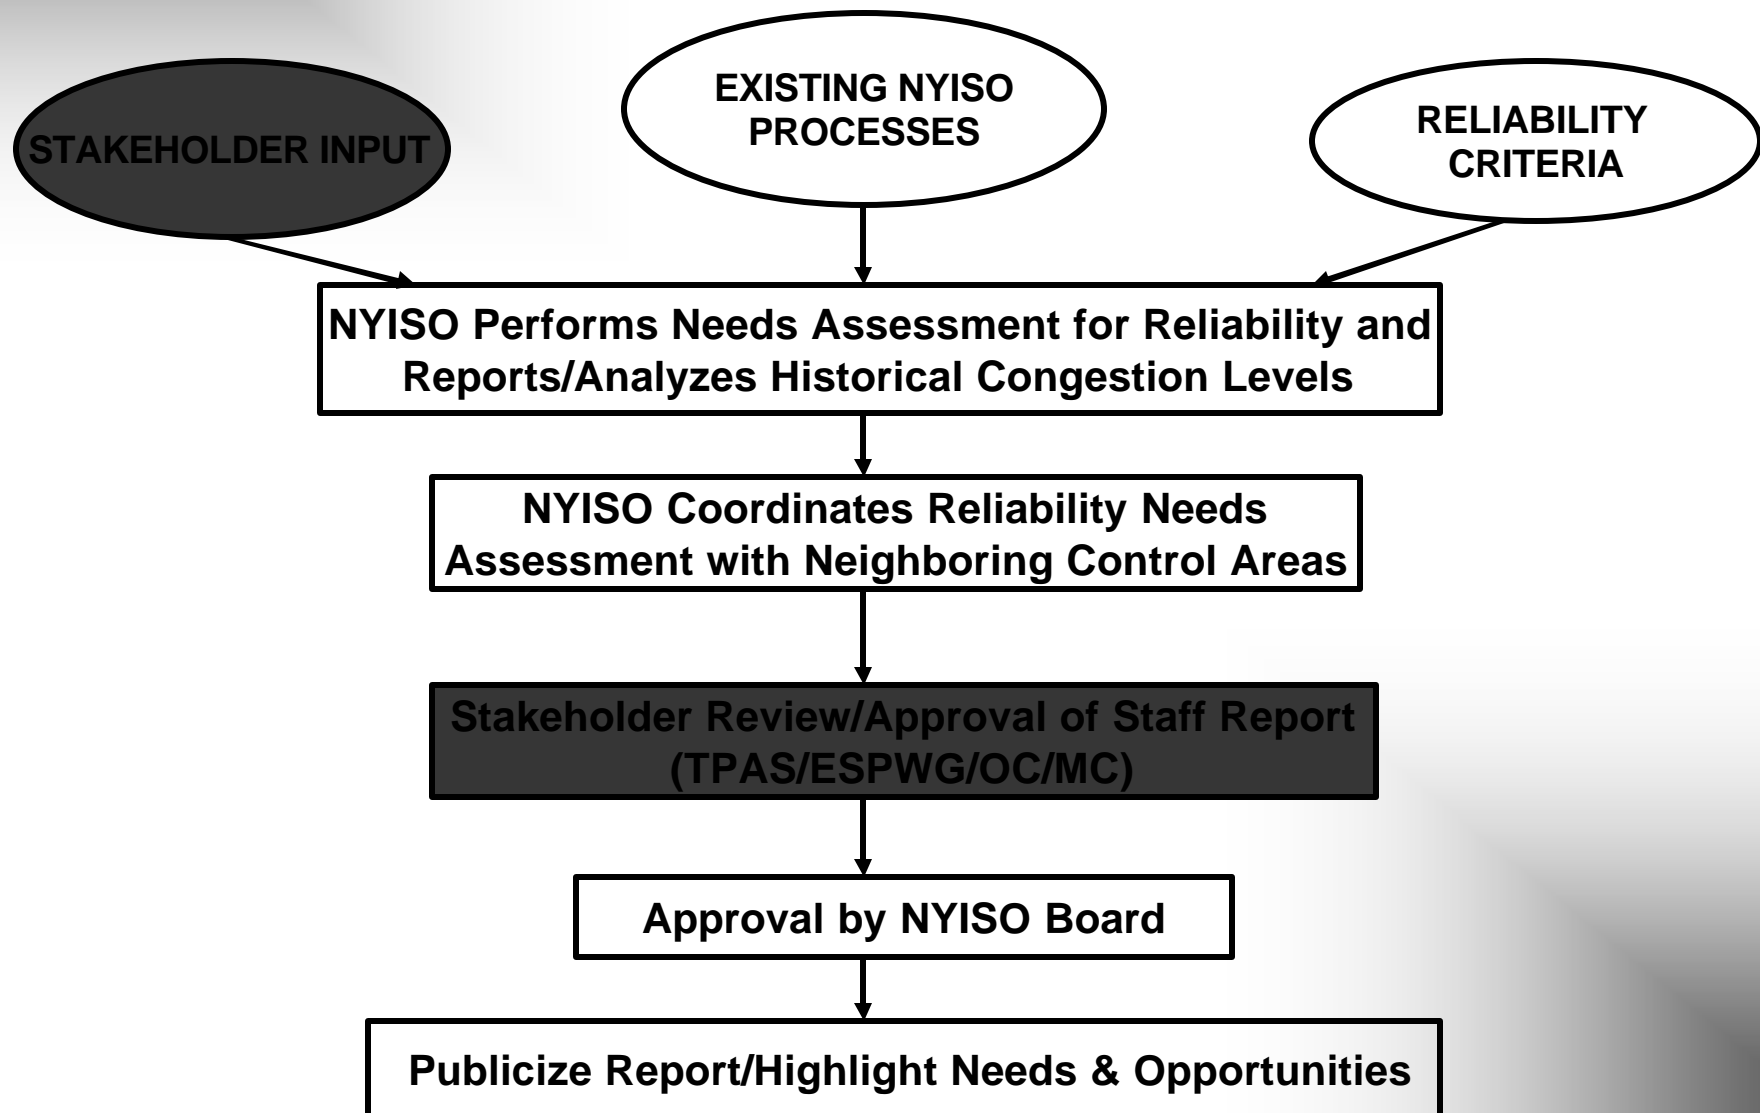 EXISTING NYISO
PROCESSES
STAKEHOLDER INPUT
RELIABILITY
CRITERIA
NYISO Performs Needs Assessment for Reliability and
Reports/Analyzes Historical Congestion Levels
NYISO Coordinates Reliability Needs
Assessment with Neighboring Control Areas
Stakeholder Review/Approval of Staff Report
(TPAS/ESPWG/OC/MC)
Approval by NYISO Board
Publicize Report/Highlight Needs & Opportunities